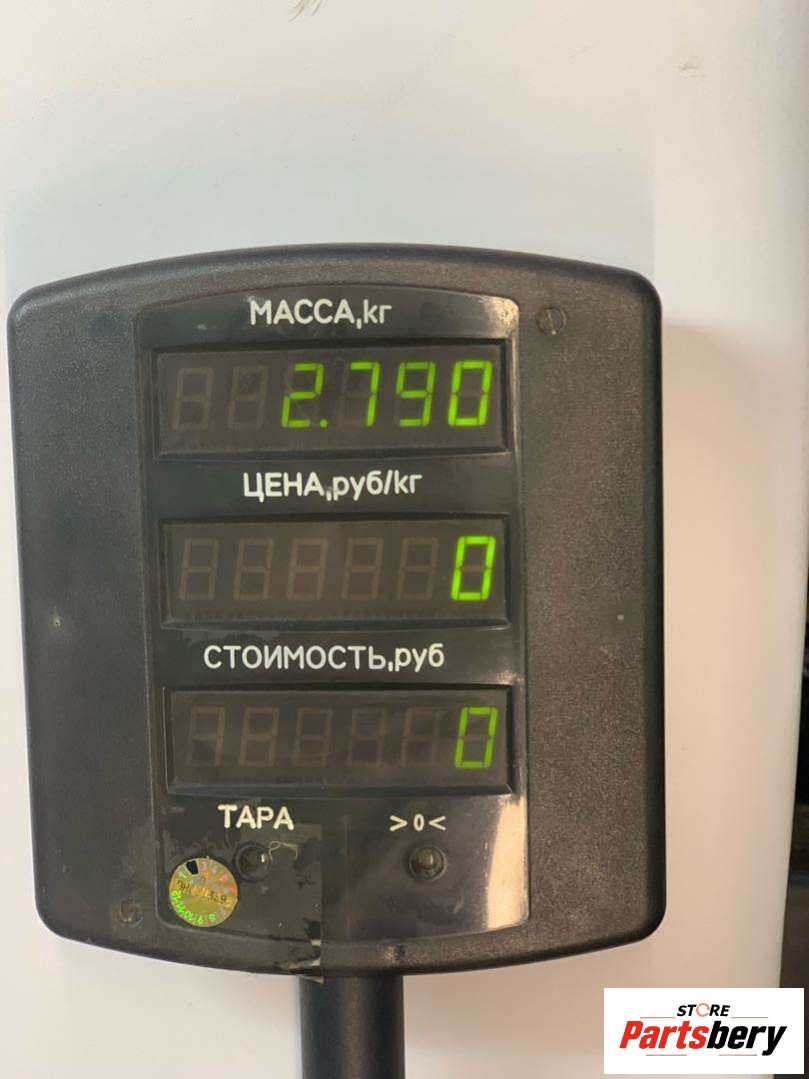 МАССА,кг
2.790
ЦЕНА,руб/кг
0
СТОИМОСТЬ,руб
0
ТАРА >0<
STORE
Partsbery